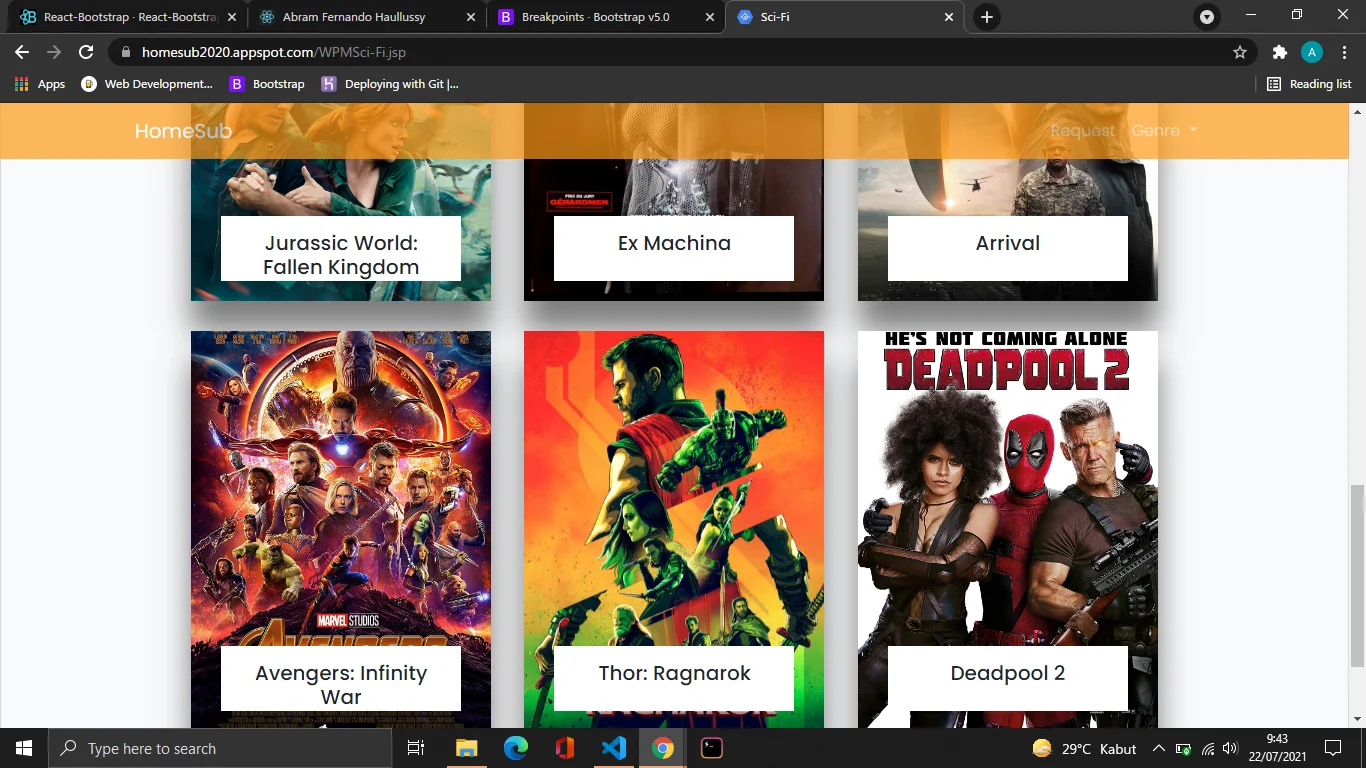 React-Bootstrap · React-Bootstra
Abram Fernando Haullussy
Breakpoints · Bootstrap v5.0
Sci-Fi
homesub2020.appspot.com/WPMSci-Fi.jsp
A
Apps
Web Development...
B Bootstrap
Deploying with Git |...
Reading list
HomeSub
Request
Genre
PRIX DU JURY
GÉRARDMER
Jurassic World:
Fallen Kingdom
Ex Machina
Arrival
HE'S NOT COMING ALONE
DEADPOOL 2
MARVEL STUDIOS
AVENGERS
Avengers: Infinity
War
Thor: Ragnarok
RAGNAROK
Deadpool 2
Type here to search
29°C Kabut
9:43
22/07/2021